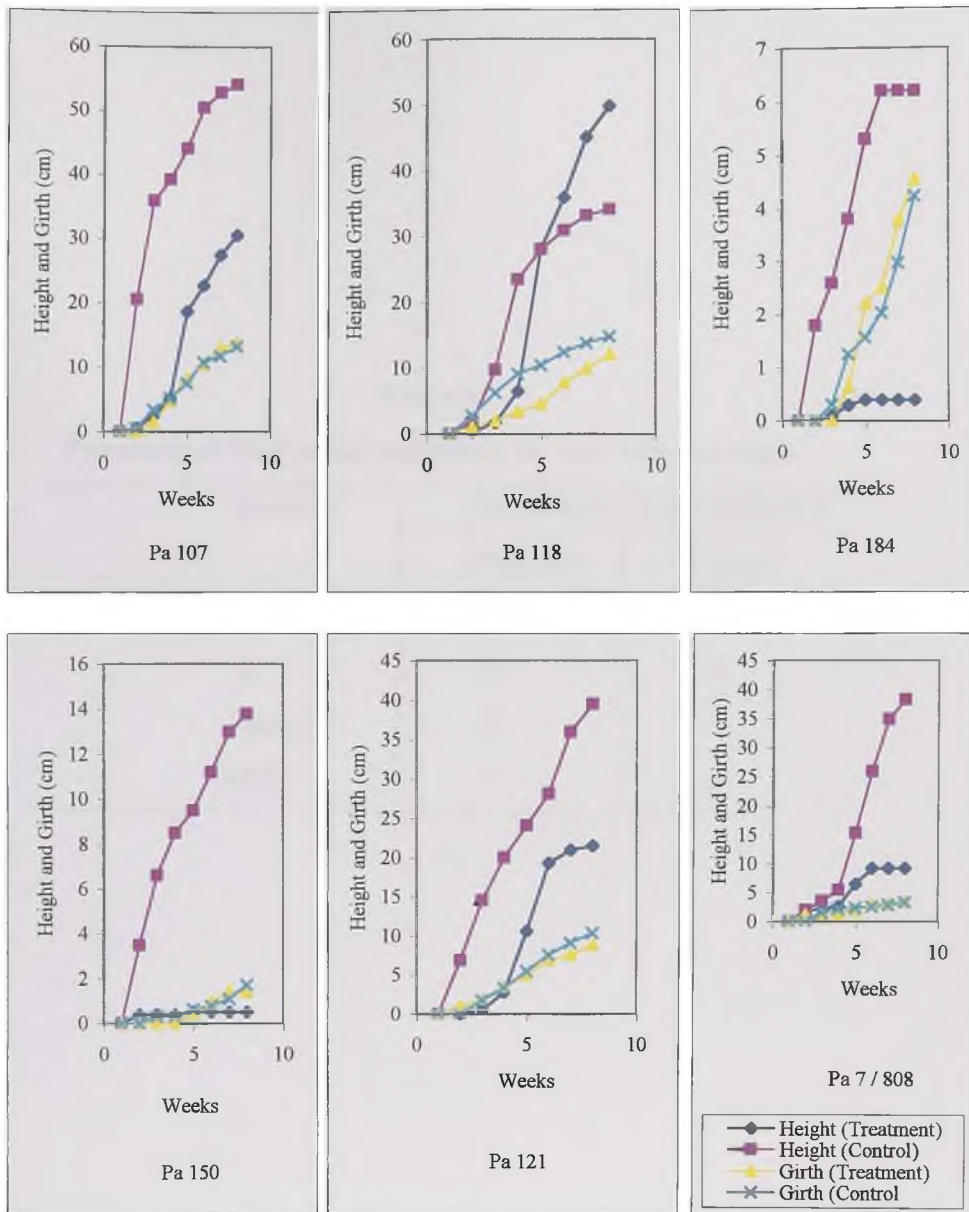 60
50
40
30
20
10
0
Height and Girth (cm)
0 5 10
Weeks
Pa 107
60
50
40
30
20
10
0
Height and Girth (cm)
0 5 10
Weeks
Pa 118
7
6
5
4
3
2
1
0
Height and Girth (cm)
0 5 10
Weeks
Pa 184
16
14
12
10
8
6
4
2
0
Height and Girth (cm)
0 5 10
Weeks
Pa 150
45
40
35
30
25
20
15
10
5
0
Height and Girth (cm)
0 5 10
Weeks
Pa 121
45
40
35
30
25
20
15
10
5
0
Height and Girth (cm)
0 5 10
Weeks
Pa 7 / 808
Height (Treatment)
Height (Control)
Girth (Treatment)
Girth (Control